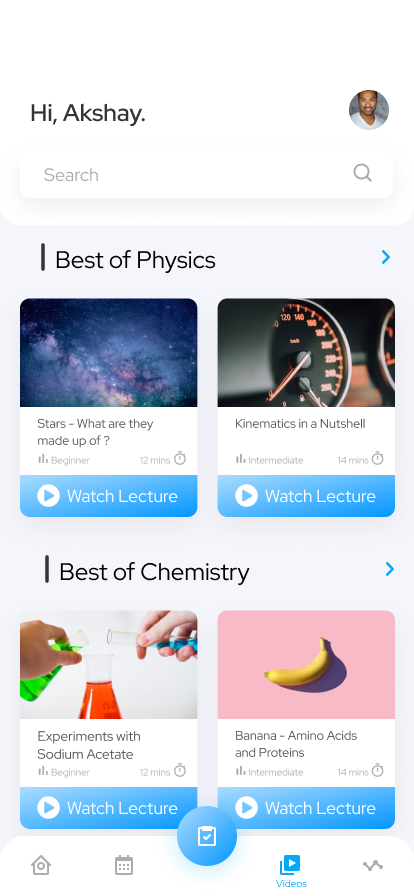 Hi, Akshay.
Search
Best of Physics
Stars - What are they
made up of ?
Beginner
12 mins
Watch Lecture
Kinematics in a Nutshell
Intermediate
14 mins
Watch Lecture
Best of Chemistry
Experiments with
Sodium Acetate
Beginner
12 mins
Watch Lecture
Banana - Amino Acids
and Proteins
Intermediate
14 mins
Watch Lecture
Videos